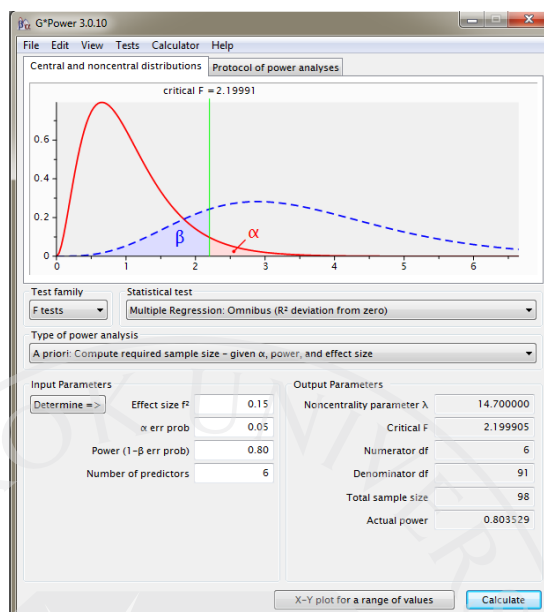 G*Power 3.0.10
File Edit View Tests Calculator Help
Central and noncentral distributions Protocol of power analyses
critical F = 2.19991
0.6
0.4
0.2
0
β
α
0 1 2 3 4 5 6
Test family Statistical test
F tests Multiple Regression: Omnibus (R² deviation from zero)
Type of power analysis
A priori: Compute required sample size – given α, power, and effect size
Input Parameters Output Parameters
Determine => Effect size f² 0.15 Noncentrality parameter λ 14.700000
α err prob 0.05 Critical F 2.199905
Power (1-β err prob) 0.80 Numerator df 6
Number of predictors 6 Denominator df 91
Total sample size 98
Actual power 0.803529
X-Y plot for a range of values Calculate